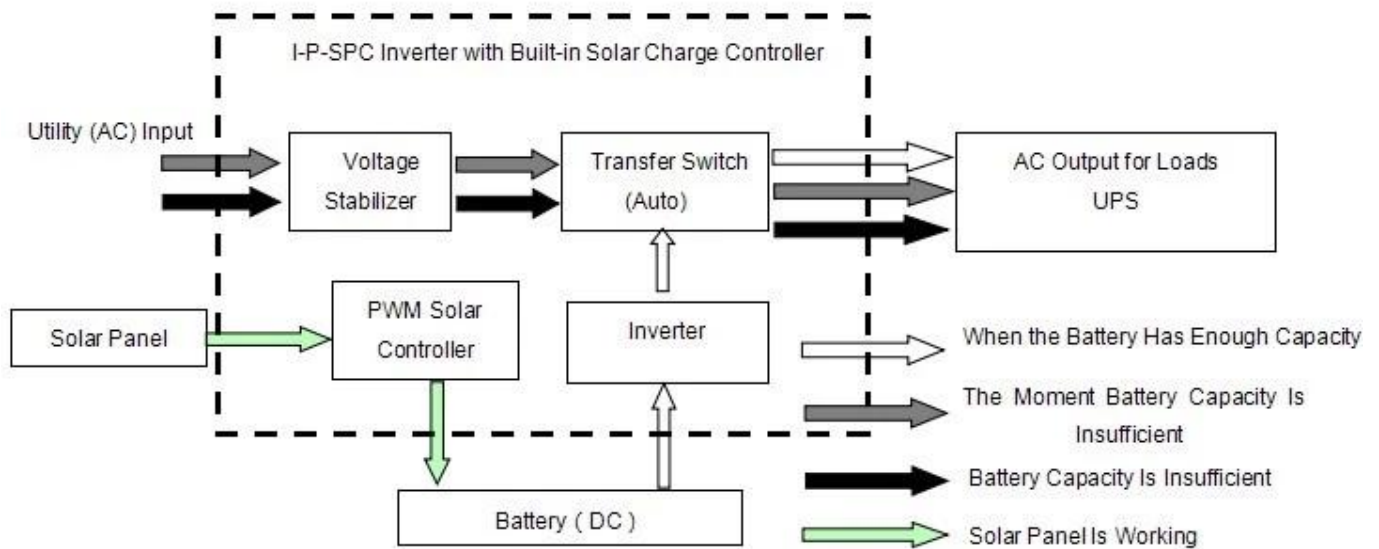 I-P-SPC Inverter with Built-in Solar Charge Controller
Utility (AC) Input
Voltage
Stabilizer
Transfer Switch
(Auto)
AC Output for Loads
UPS
Solar Panel
PWM Solar
Controller
Inverter
Battery ( DC )
When the Battery Has Enough Capacity
The Moment Battery Capacity Is
Insufficient
Battery Capacity Is Insufficient
Solar Panel Is Working